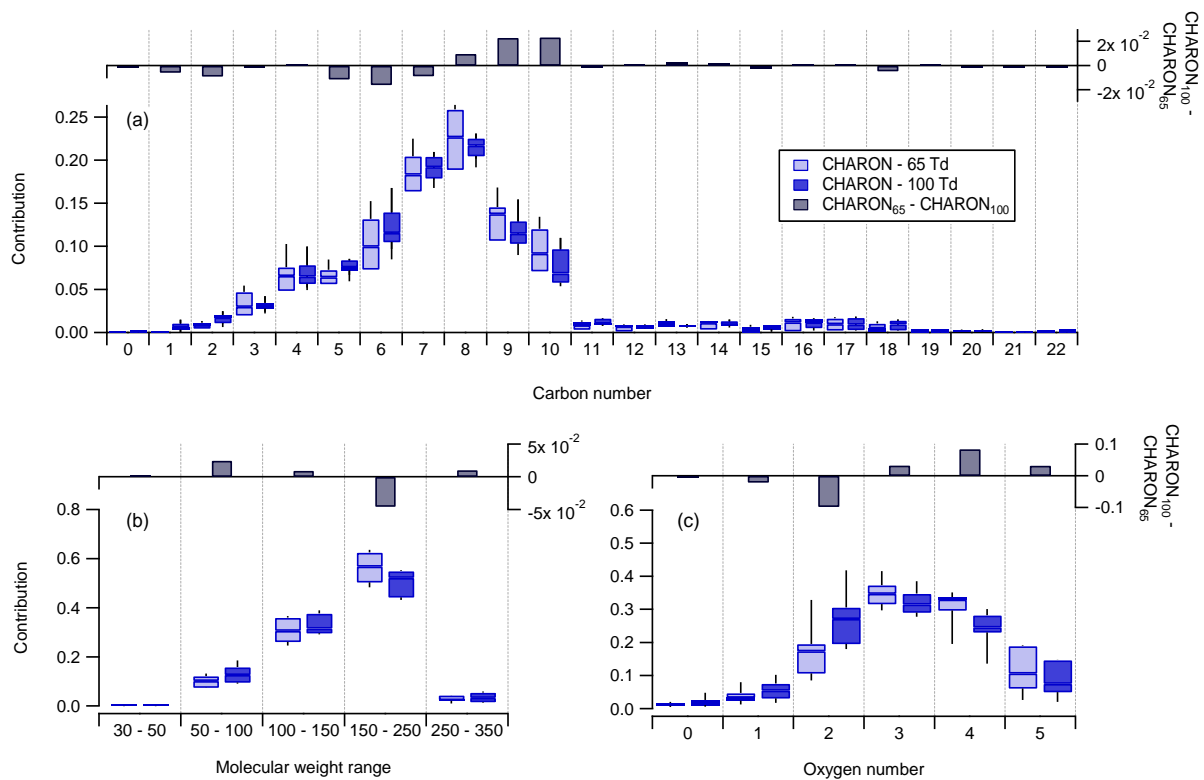 2x 10-2
0
-2x 10-2
CHARON100 -
CHARON65
(a)
0.25
0.20
0.15
0.10
0.05
0.00
Contribution
CHARON - 65 Td
CHARON - 100 Td
CHARON65 - CHARON100
0 1 2 3 4 5 6 7 8 9 10 11 12 13 14 15 16 17 18 19 20 21 22
Carbon number
5x 10-2
0
-5x 10-2
(b)
0.8
0.6
0.4
0.2
0.0
Contribution
30 - 50 50 - 100 100 - 150 150 - 250 250 - 350
Molecular weight range
0.1
0
-0.1
CHARON100 -
CHARON65
(c)
0.6
0.5
0.4
0.3
0.2
0.1
0.0
0 1 2 3 4 5
Oxygen number